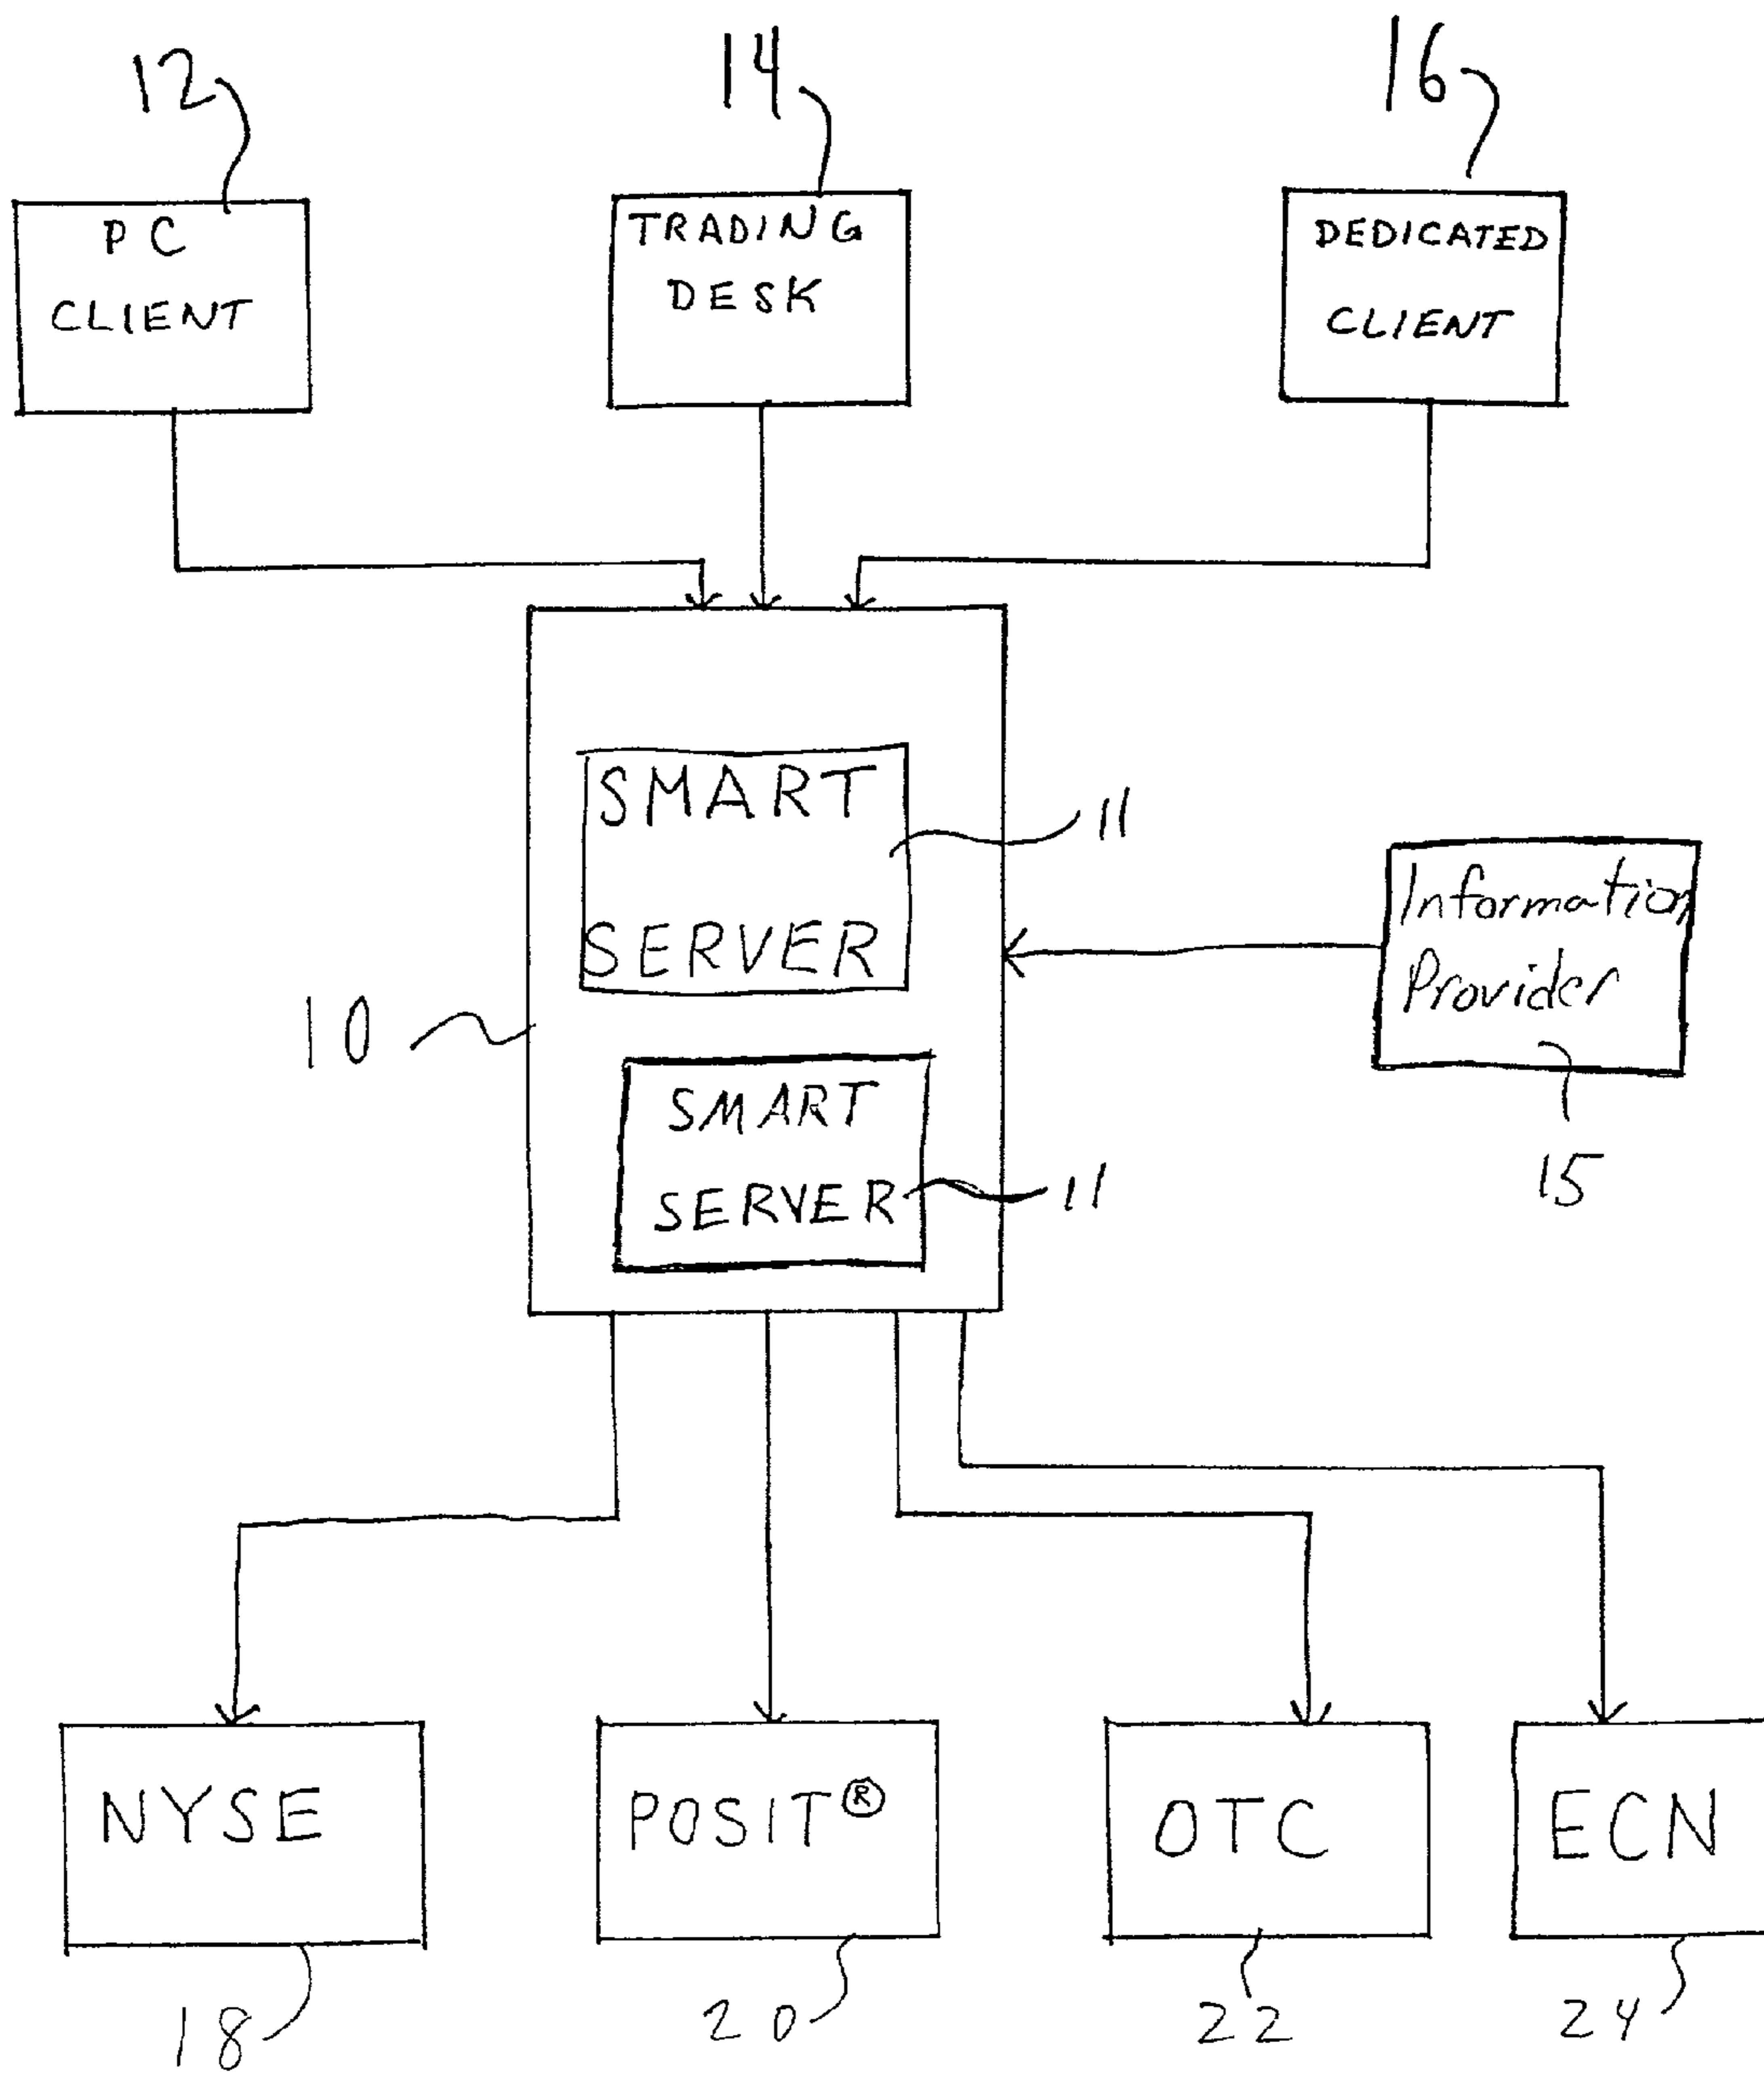 12
14
16
PC
CLIENT
TRADING
DESK
DEDICATED
CLIENT
SMART
SERVER
11
Information
Provider
15
10
SMART
SERVER
11
NYSE
POSIT®
OTC
ECN
18
20
22
24